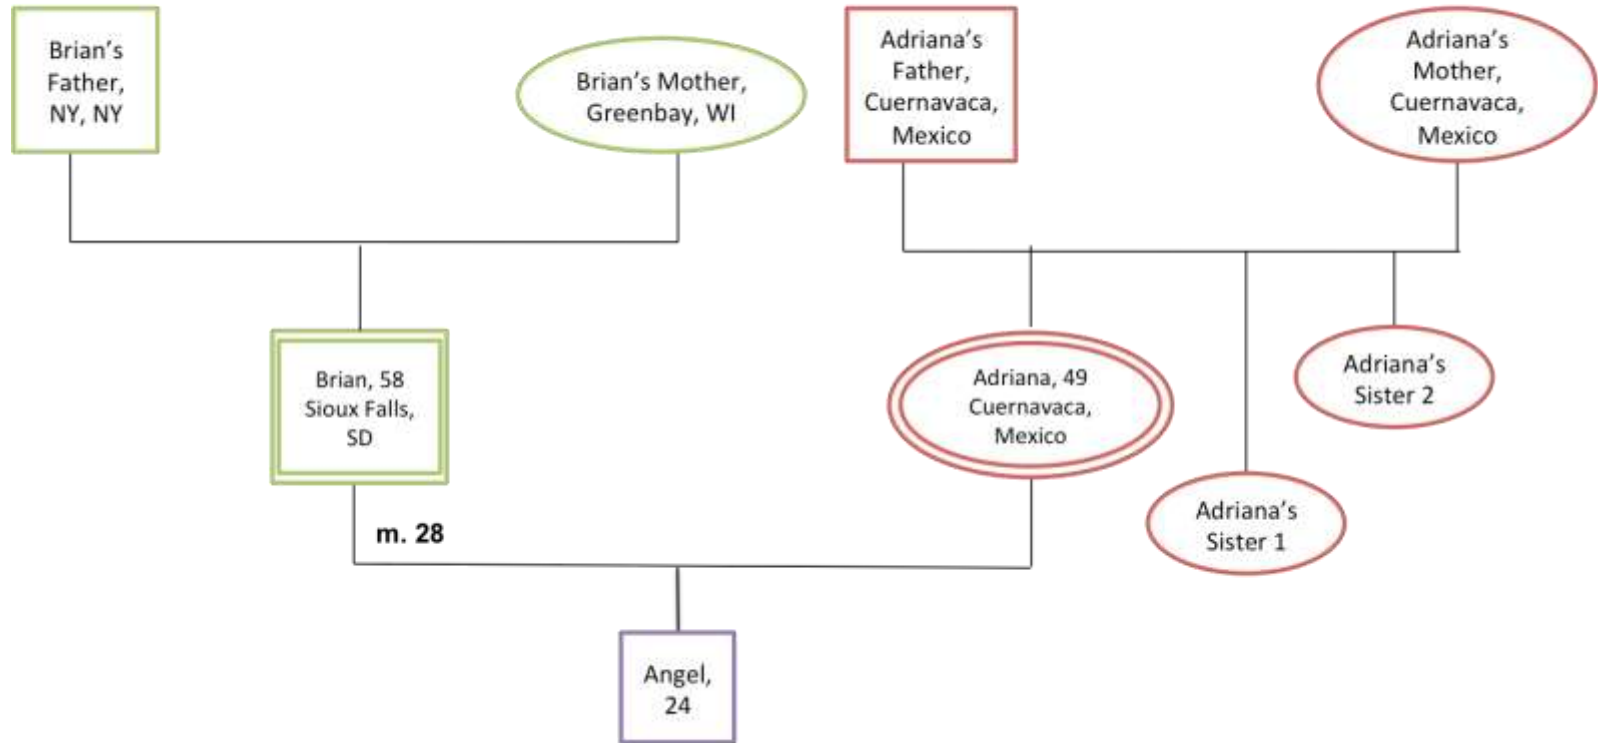 Brian’s
Father,
NY, NY
Brian’s Mother,
Greenbay, WI
Adriana’s
Father,
Cuernavaca,
Mexico
Adriana’s
Mother,
Cuernavaca,
Mexico
Brian, 58
Sioux Falls,
SD
Adriana, 49
Cuernavaca,
Mexico
Adriana’s
Sister 2
Adriana’s
Sister 1
m. 28
Angel,
24